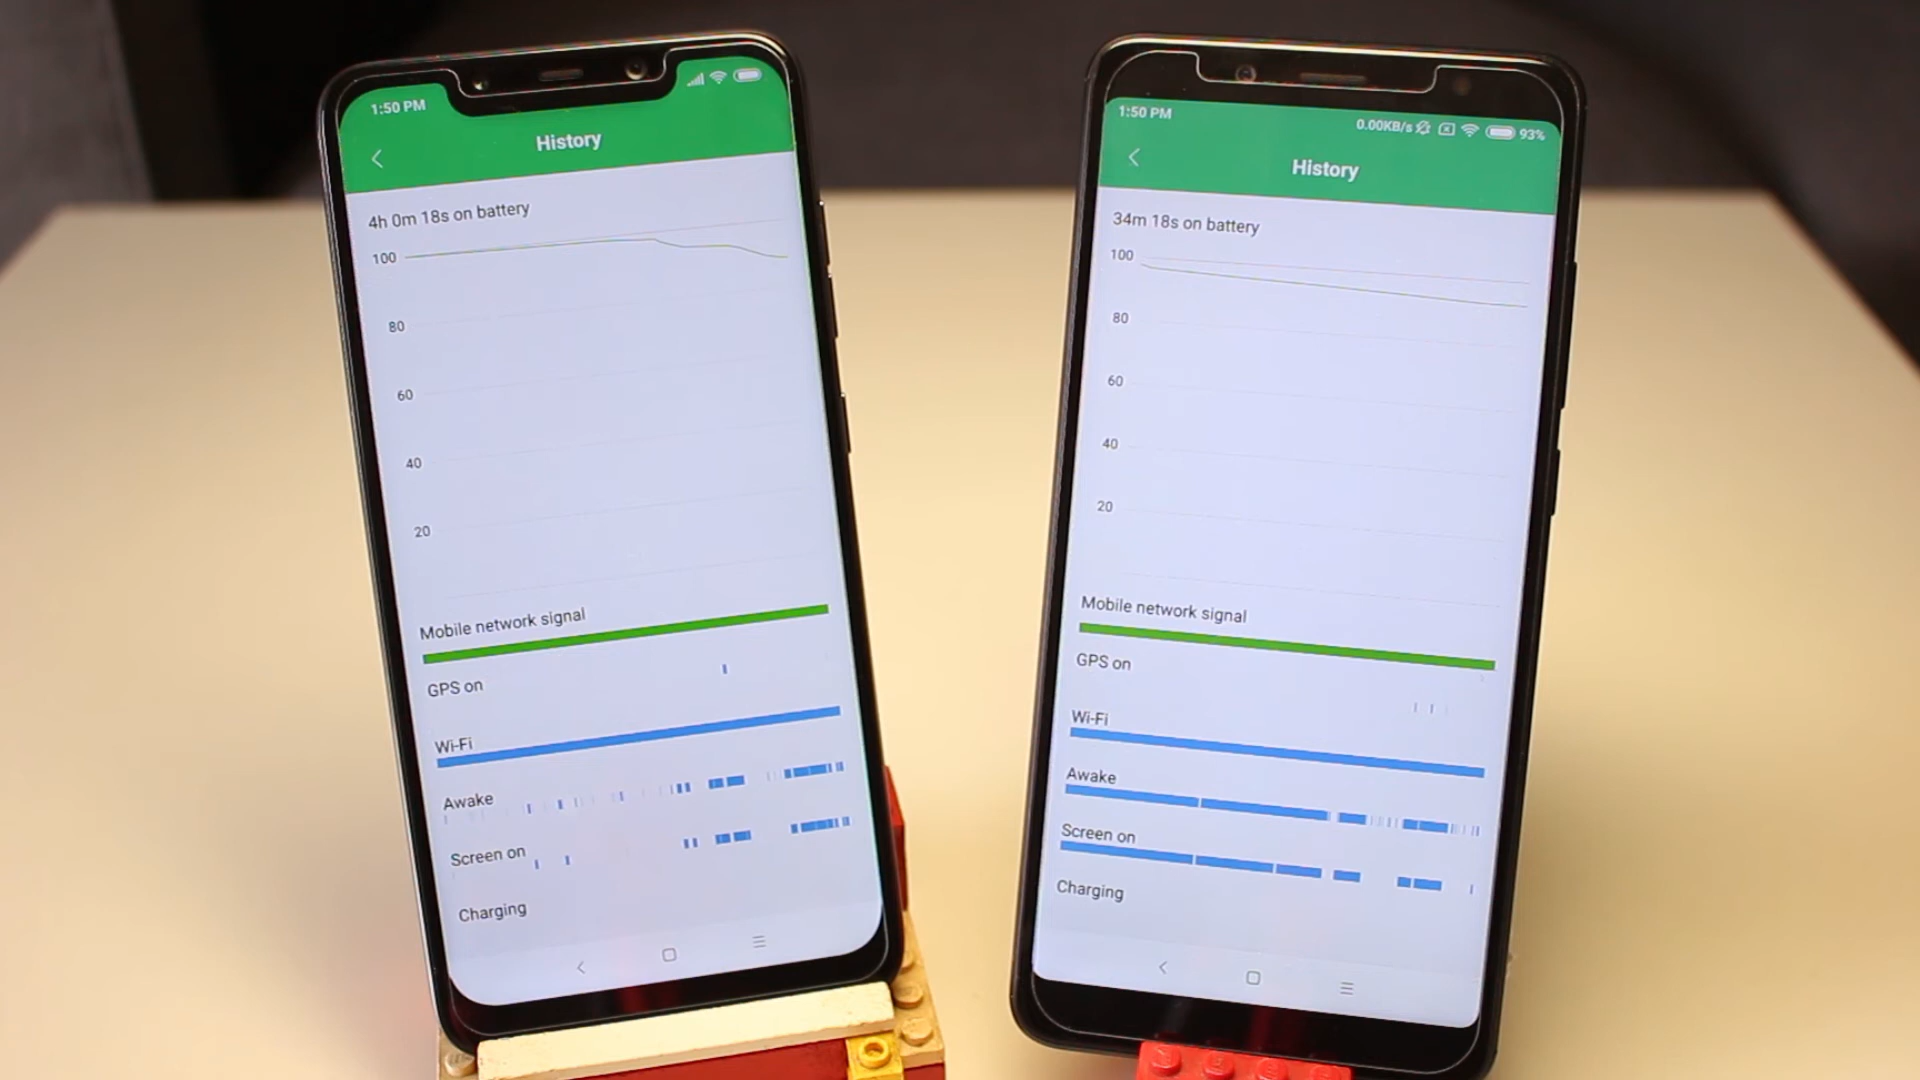 1:50 PM
History
4h 0m 18s on battery
100
80
60
40
20
Mobile network signal
GPS on
Wi-Fi
Awake
Screen on
Charging
1:50 PM
0.00KB/s
93%
History
34m 18s on battery
100
80
60
40
20
Mobile network signal
GPS on
Wi-Fi
Awake
Screen on
Charging